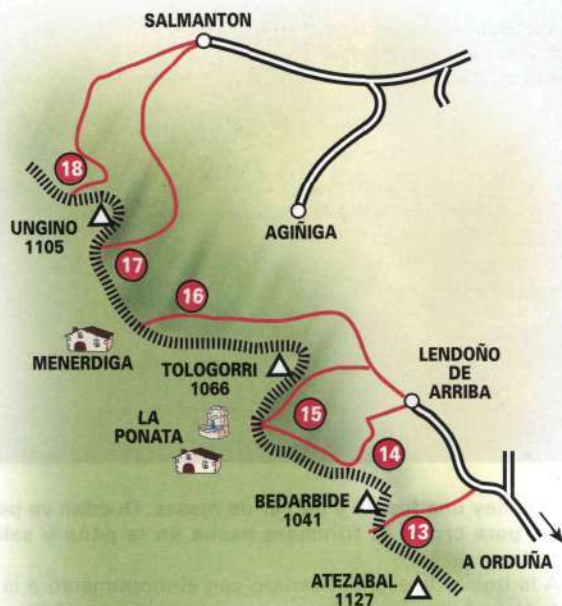 SALMANTON
18
UNGINO
1105
AGIÑIGA
17
16
MENERDIGA
TOLOGORRI
1066
LENDOÑO
DE
ARRIBA
LA
PONATA
15
14
BEDARBIDE
1041
13
A ORDUÑA
ATEZABAL
1127